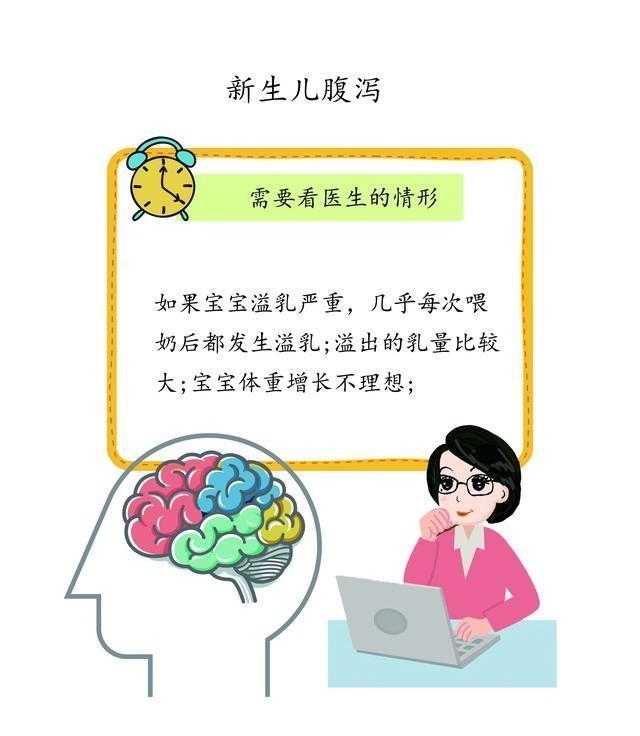 新生儿腹泻
需要看医生的情形
如果宝宝溢乳严重，几乎每次喂
奶后都发生溢乳;溢出的乳量比较
大;宝宝体重增长不理想;